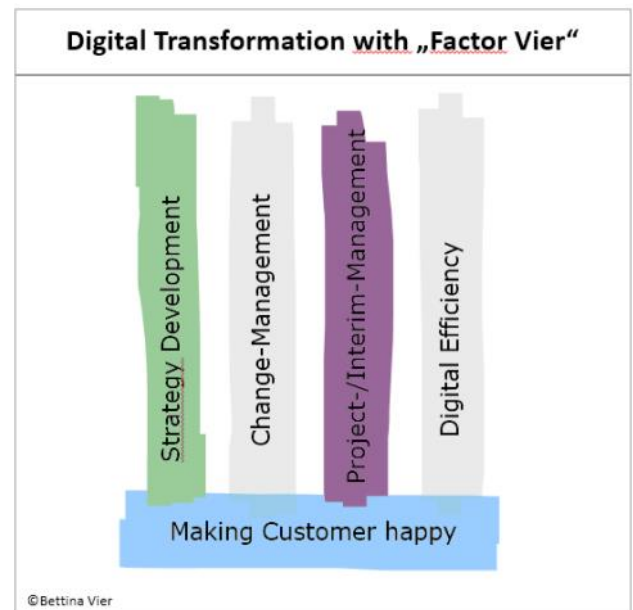 Digital Transformation with „Factor Vier“
Strategy Development
Change-Management
Project-/Interim-Management
Digital Efficiency
Making Customer happy
©Bettina Vier